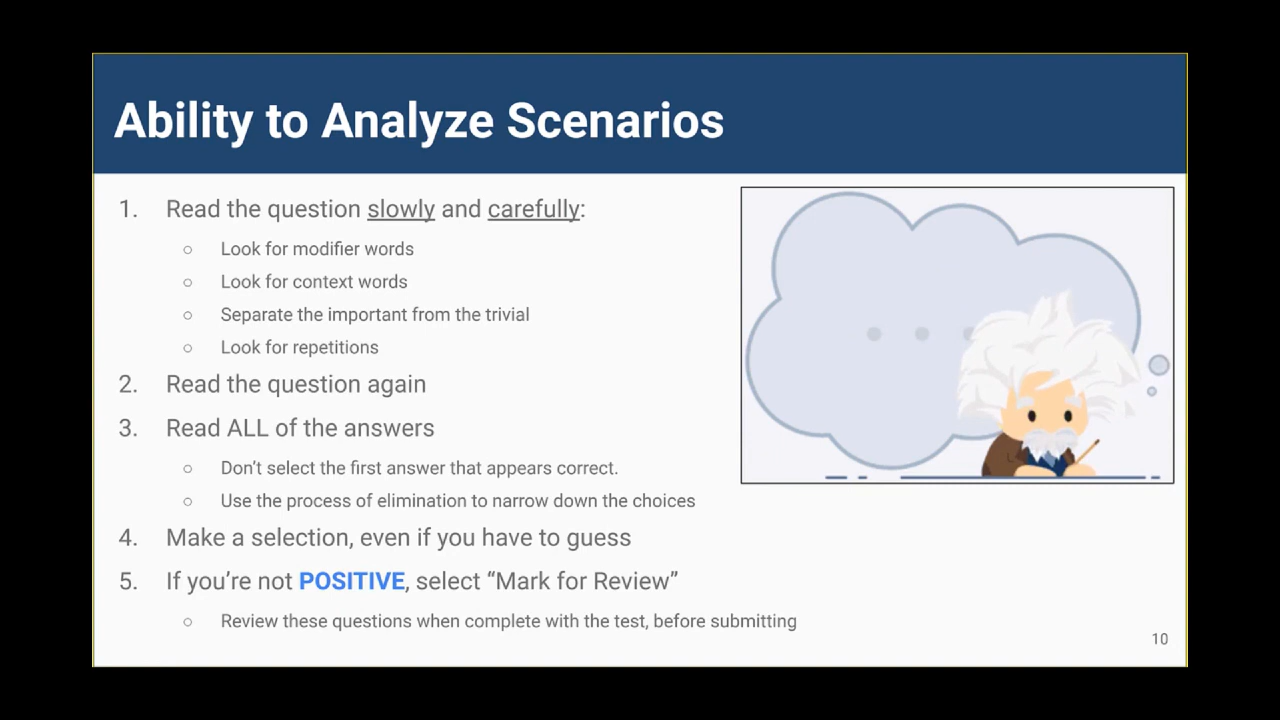 Ability to Analyze Scenarios
1. Read the question slowly and carefully:
○ Look for modifier words
○ Look for context words
○ Separate the important from the trivial
○ Look for repetitions
2. Read the question again
3. Read ALL of the answers
○ Don’t select the first answer that appears correct.
○ Use the process of elimination to narrow down the choices
4. Make a selection, even if you have to guess
5. If you’re not POSITIVE, select “Mark for Review”
○ Review these questions when complete with the test, before submitting
10